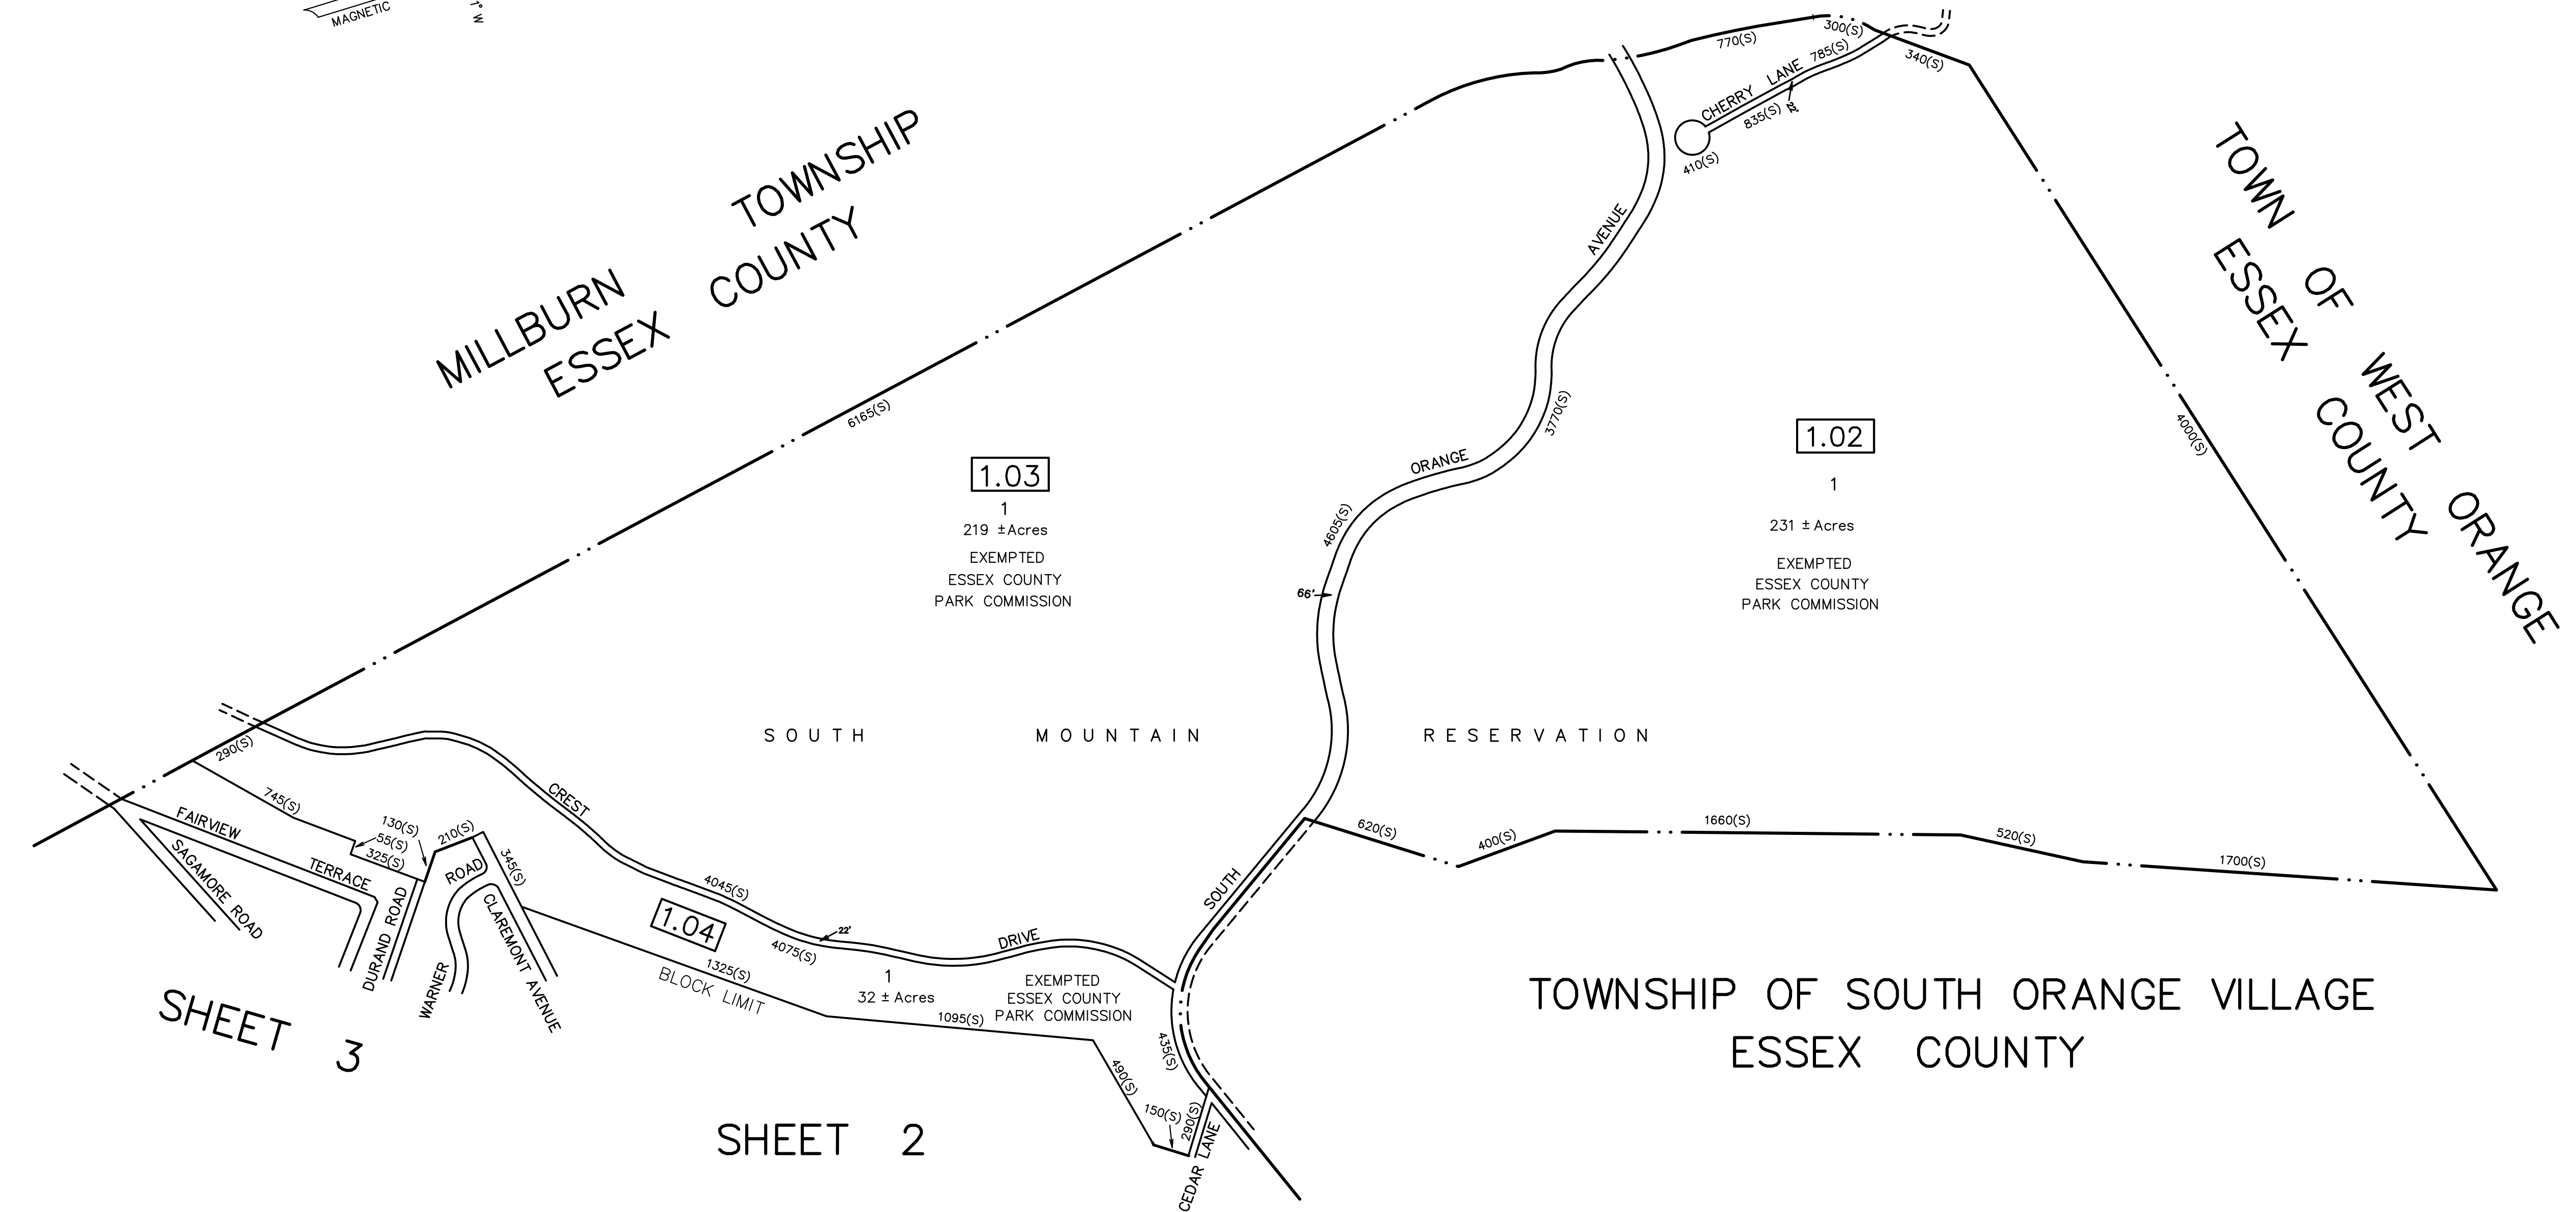 MAGNETIC
1° W
770(S)
300(S)
785(S)
340(S)
CHERRY LANE
835(S)
410(S)
MILLBURN TOWNSHIP
ESSEX COUNTY
TOWN OF WEST ORANGE
ESSEX COUNTY
6165(S)
SOUTH ORANGE AVENUE
3770(S)
4605(S)
66'
4000(S)
1.03
1
219 ±Acres
EXEMPTED
ESSEX COUNTY
PARK COMMISSION
1.02
1
231 ± Acres
EXEMPTED
ESSEX COUNTY
PARK COMMISSION
SOUTH MOUNTAIN RESERVATION
290(S)
745(S)
130(S)
55(S)
325(S)
210(S)
345(S)
FAIRVIEW TERRACE
SAGAMORE ROAD
DURAND ROAD
WARNER ROAD
CLAREMONT AVENUE
CREST DRIVE
4045(S)
22'
4075(S)
1.04
1
32 ± Acres
EXEMPTED
ESSEX COUNTY
PARK COMMISSION
1325(S)
BLOCK LIMIT
1095(S)
490(S)
150(S)
290(S)
435(S)
CEDAR LANE
620(S)
400(S)
1660(S)
520(S)
1700(S)
TOWNSHIP OF SOUTH ORANGE VILLAGE
ESSEX COUNTY
SHEET 3
SHEET 2